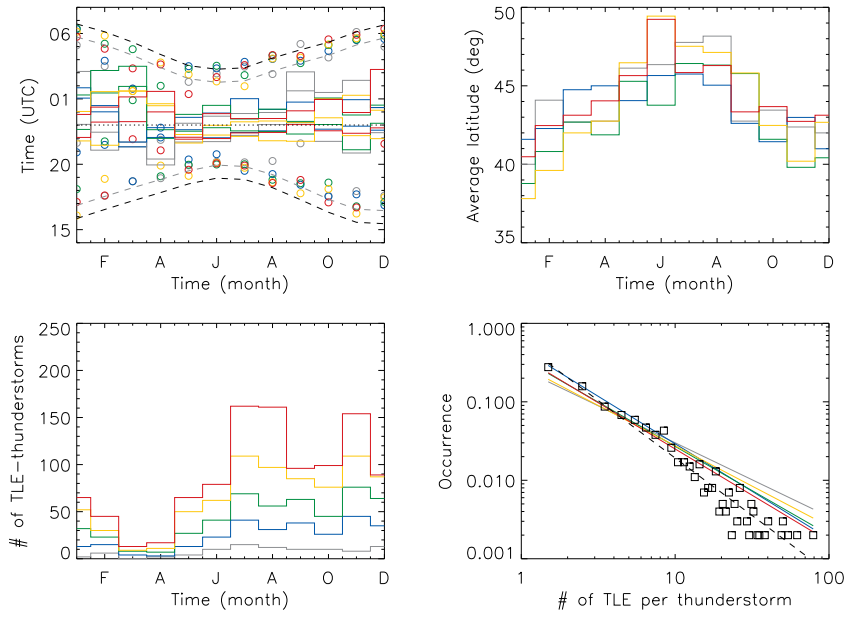 06
01
20
15
Time (UTC)
F A J A O D
Time (month)
50
45
40
35
Average latitude (deg)
F A J A O D
Time (month)
250
200
150
100
50
0
# of TLE-thunderstorms
F A J A O D
Time (month)
1.000
0.100
0.010
0.001
Occurrence
1 10 100
# of TLE per thunderstorm